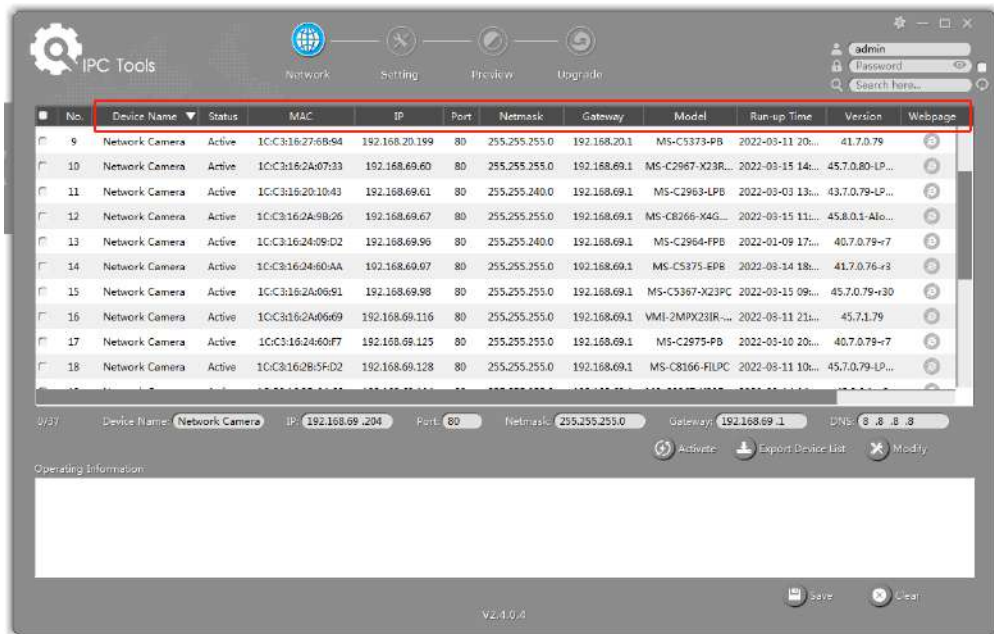 IPC Tools
Network Setting Preview Upgrade
admin
Password
Search here...
No. Device Name ▼ Status MAC IP Port Netmask Gateway Model Run-up Time Version Webpage
9 Network Camera Active 1C:C3:16:27:6B:94 192.168.20.199 80 255.255.255.0 192.168.20.1 MS-C5373-PB 2022-03-11 20:... 41.7.0.79
10 Network Camera Active 1C:C3:16:2A:07:33 192.168.69.60 80 255.255.255.0 192.168.69.1 MS-C2967-X23R... 2022-03-15 14:... 45.7.0.80-LP...
11 Network Camera Active 1C:C3:16:20:10:43 192.168.69.61 80 255.255.240.0 192.168.69.1 MS-C2963-LPB 2022-03-03 13:... 43.7.0.79-LP...
12 Network Camera Active 1C:C3:16:2A:9B:26 192.168.69.67 80 255.255.255.0 192.168.69.1 MS-C8266-X4G... 2022-03-15 11:... 45.8.0.1-AIo...
13 Network Camera Active 1C:C3:16:24:09:D2 192.168.69.96 80 255.255.240.0 192.168.69.1 MS-C2964-FPB 2022-01-09 17:... 40.7.0.79-r7
14 Network Camera Active 1C:C3:16:24:60:AA 192.168.69.97 80 255.255.255.0 192.168.69.1 MS-C5375-EPB 2022-03-14 18:... 41.7.0.76-r3
15 Network Camera Active 1C:C3:16:2A:06:91 192.168.69.98 80 255.255.255.0 192.168.69.1 MS-C5367-X23PC 2022-03-15 09:... 45.7.0.79-r30
16 Network Camera Active 1C:C3:16:2A:06:69 192.168.69.116 80 255.255.255.0 192.168.69.1 VMI-2MPX23IR-... 2022-03-11 21:... 45.7.1.79
17 Network Camera Active 1C:C3:16:24:60:F7 192.168.69.125 80 255.255.255.0 192.168.69.1 MS-C2975-PB 2022-03-10 20:... 40.7.0.79-r7
18 Network Camera Active 1C:C3:16:2B:5F:D2 192.168.69.128 80 255.255.255.0 192.168.69.1 MS-C8166-FILPC 2022-03-11 10:... 45.7.0.79-LP...
0/37 Device Name: Network Camera IP: 192.168.69 .204 Port: 80 Netmask: 255.255.255.0 Gateway: 192.168.69 .1 DNS: 8 .8 .8 .8
Activate Export Device List Modify
Operating Information
Save Clear
V2.4.0.4